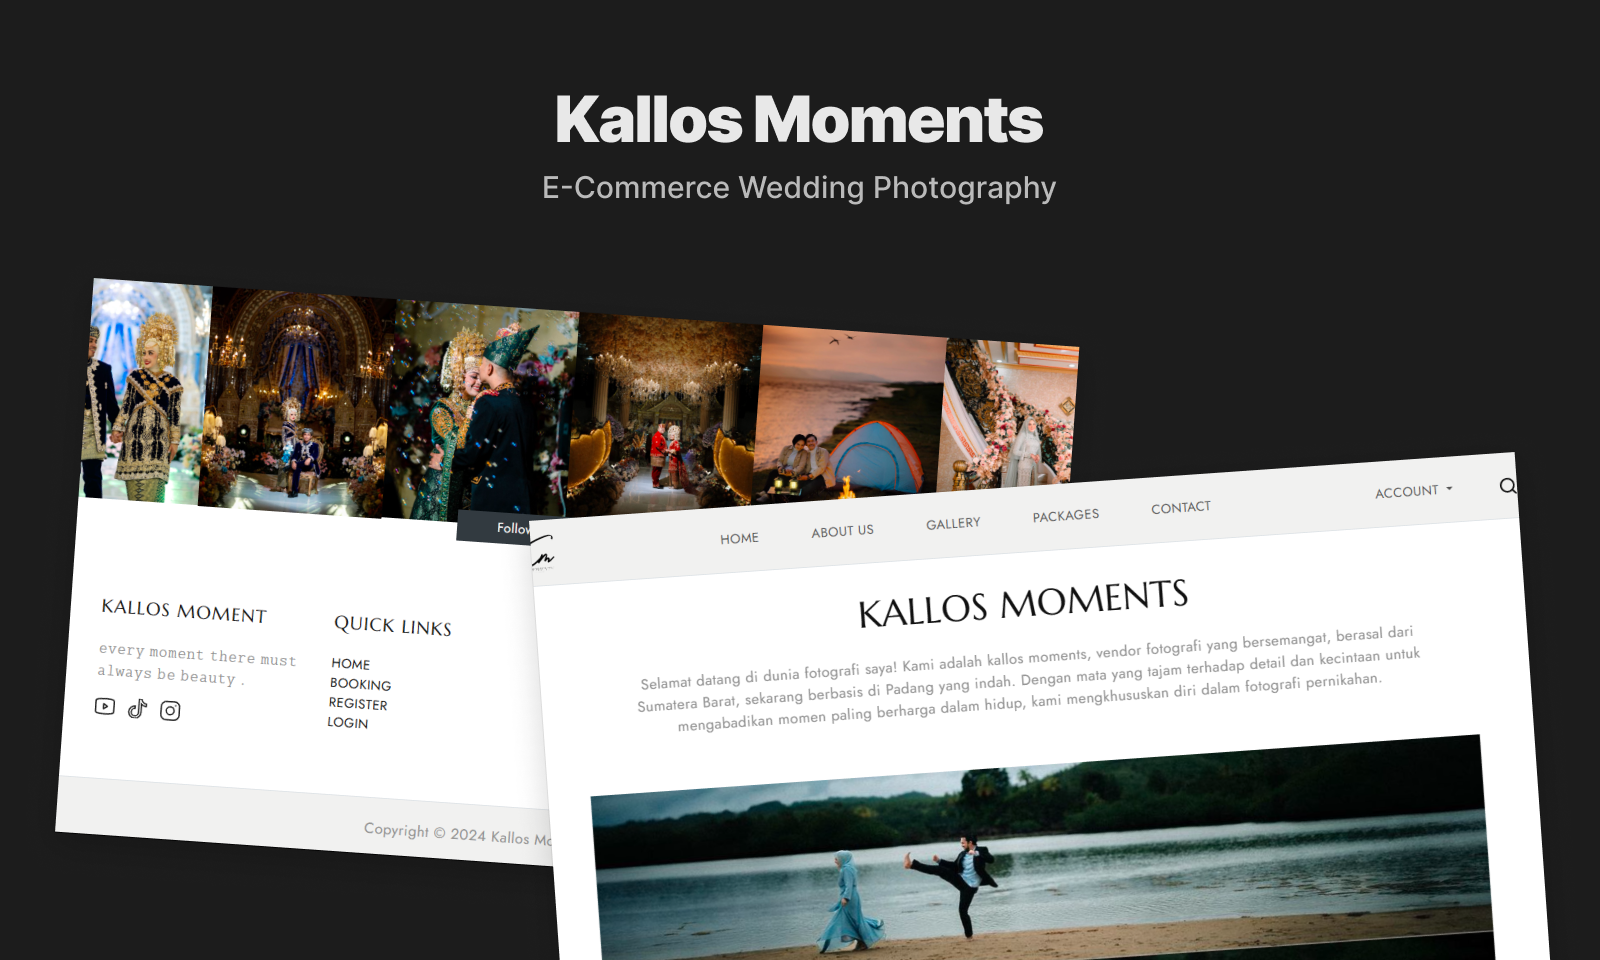 Kallos Moments
E-Commerce Wedding Photography
KALLOS MOMENT
every moment there must
always be beauty .
QUICK LINKS
HOME
BOOKING
REGISTER
LOGIN
Copyright © 2024 Kallos
HOME
ABOUT US
GALLERY
PACKAGES
CONTACT
ACCOUNT
KALLOS MOMENTS
Selamat datang di dunia fotografi saya! Kami adalah kallos moments, vendor fotografi yang bersemangat, berasal dari
Sumatera Barat, sekarang berbasis di Padang yang indah. Dengan mata yang tajam terhadap detail dan kecintaan untuk
mengabadikan momen paling berharga dalam hidup, kami mengkhususkan diri dalam fotografi pernikahan.